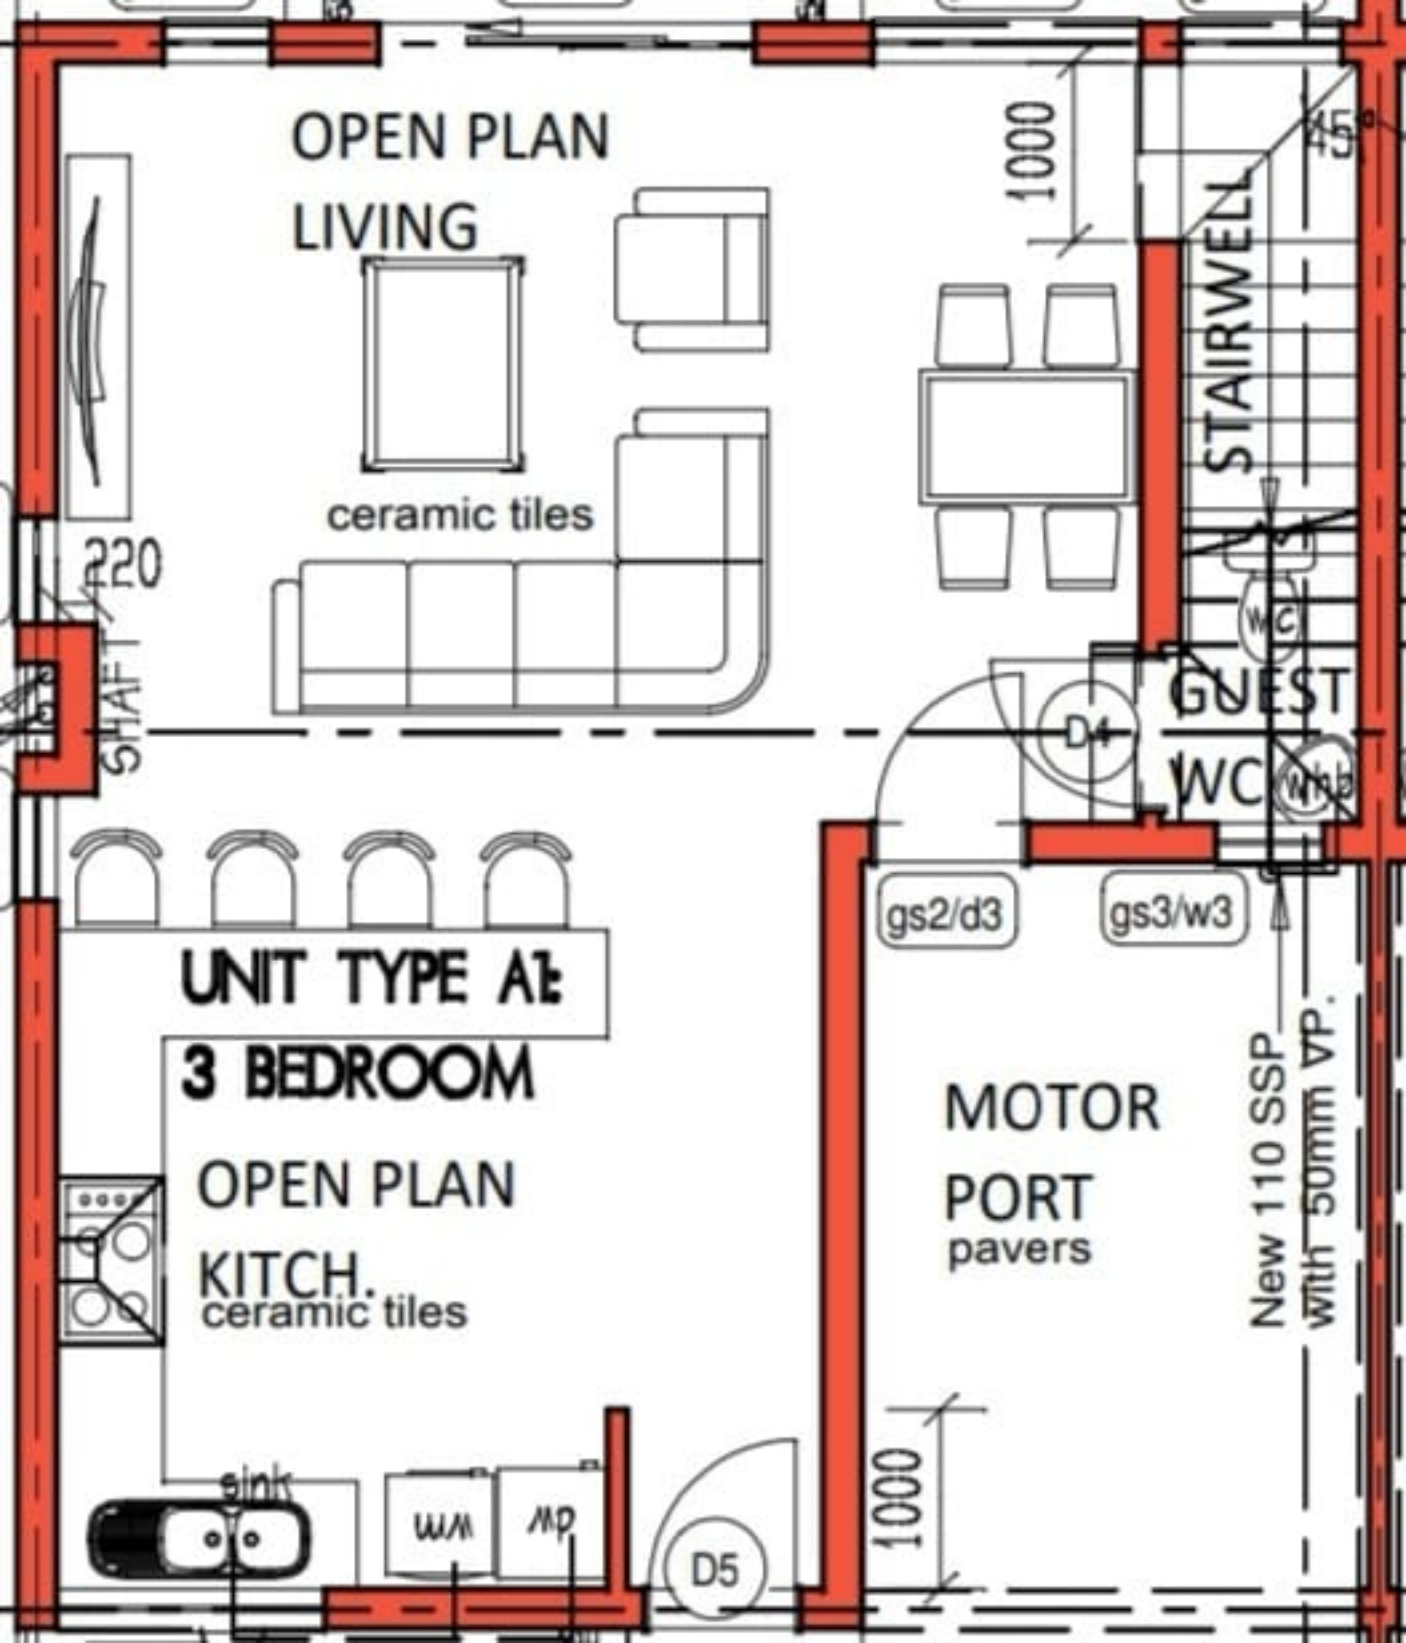 OPEN PLAN
LIVING
1000
45°
STAIRWELL
ceramic tiles
220
SHAFT
WC
D4
GUEST
WC
whb
gs2/d3
gs3/w3
UNIT TYPE A1:
3 BEDROOM
OPEN PLAN
KITCH.
ceramic tiles
MOTOR
PORT
pavers
New 110 SSP
with 50mm VP.
sink
wm
dw
D5
1000